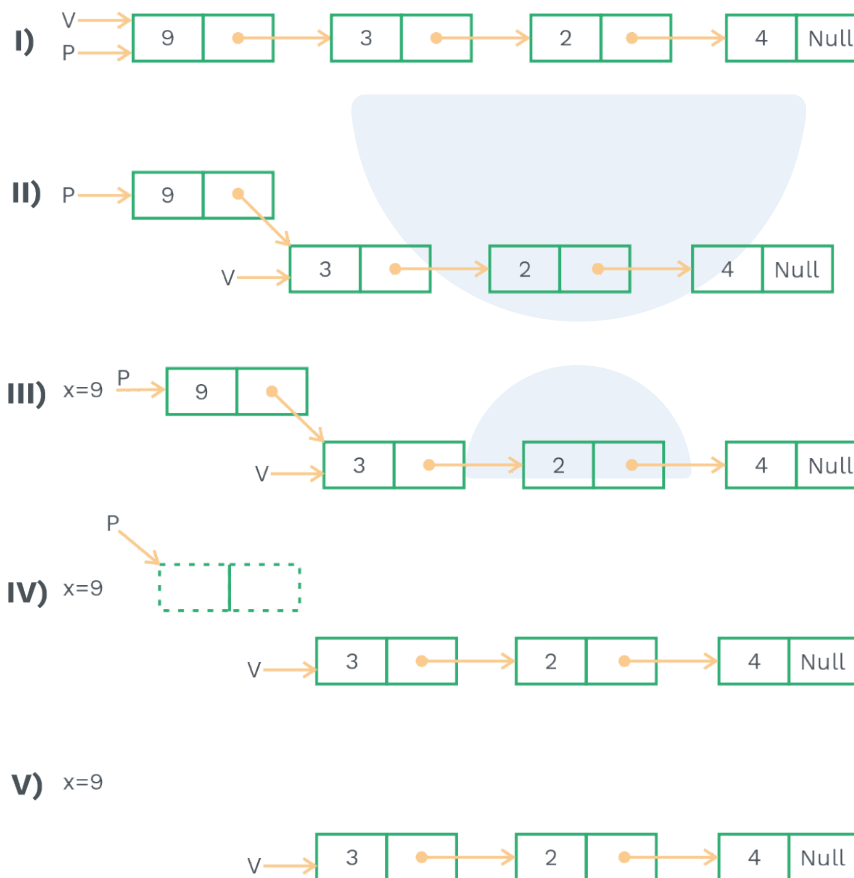 V
I) P 9 3 2 4 Null
II) P 9
V 3 2 4 Null
III) x=9 P 9
V 3 2 4 Null
P
IV) x=9
V 3 2 4 Null
V) x=9
V 3 2 4 Null